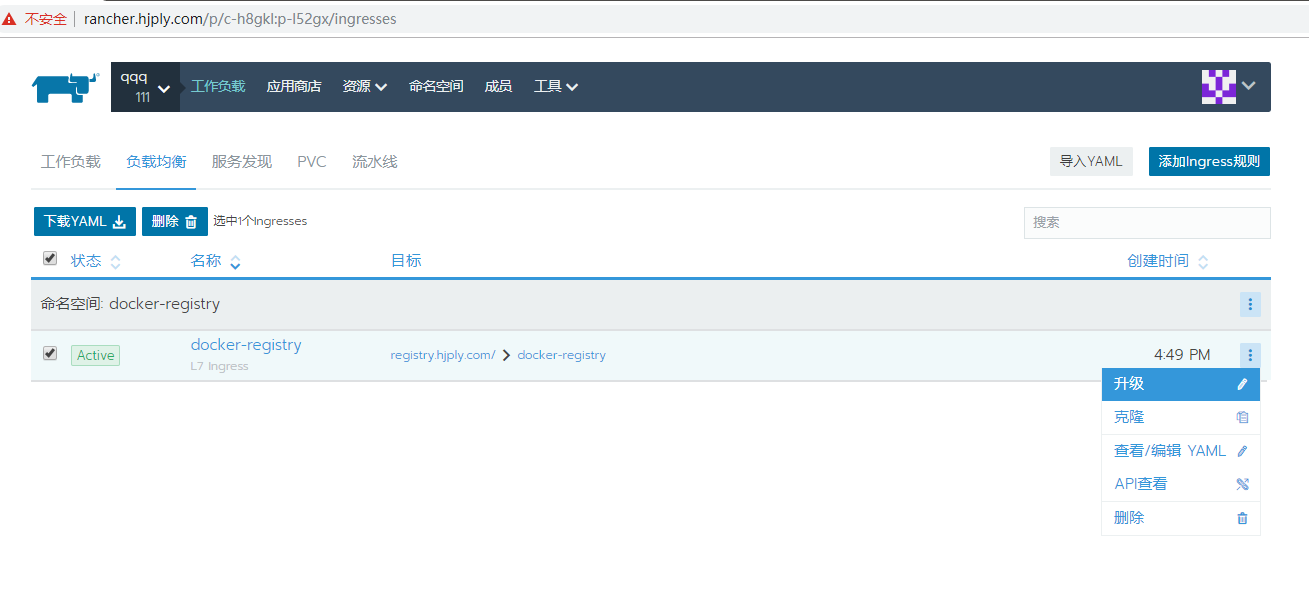 不安全 rancher.hjply.com/p/c-h8gkl:p-l52gx/ingresses
qqq
111
工作负载 应用商店 资源 命名空间 成员 工具
工作负载 负载均衡 服务发现 PVC 流水线 导入YAML 添加Ingress规则
下载YAML 删除 选中1个Ingresses 搜索
状态 名称 目标 创建时间
命名空间: docker-registry
Active docker-registry registry.hjply.com/ docker-registry 4:49 PM
L7 Ingress
升级
克隆
查看/编辑 YAML
API查看
删除